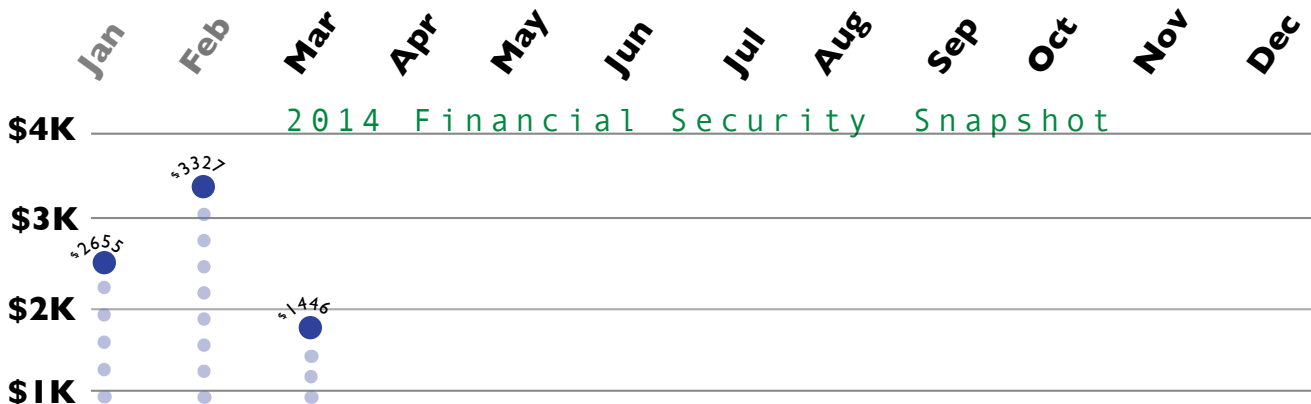 Jan Feb Mar Apr May Jun Jul Aug Sep Oct Nov Dec
2014 Financial Security Snapshot
$4K
$3327
$3K
$2655
$2K
$1446
$1K